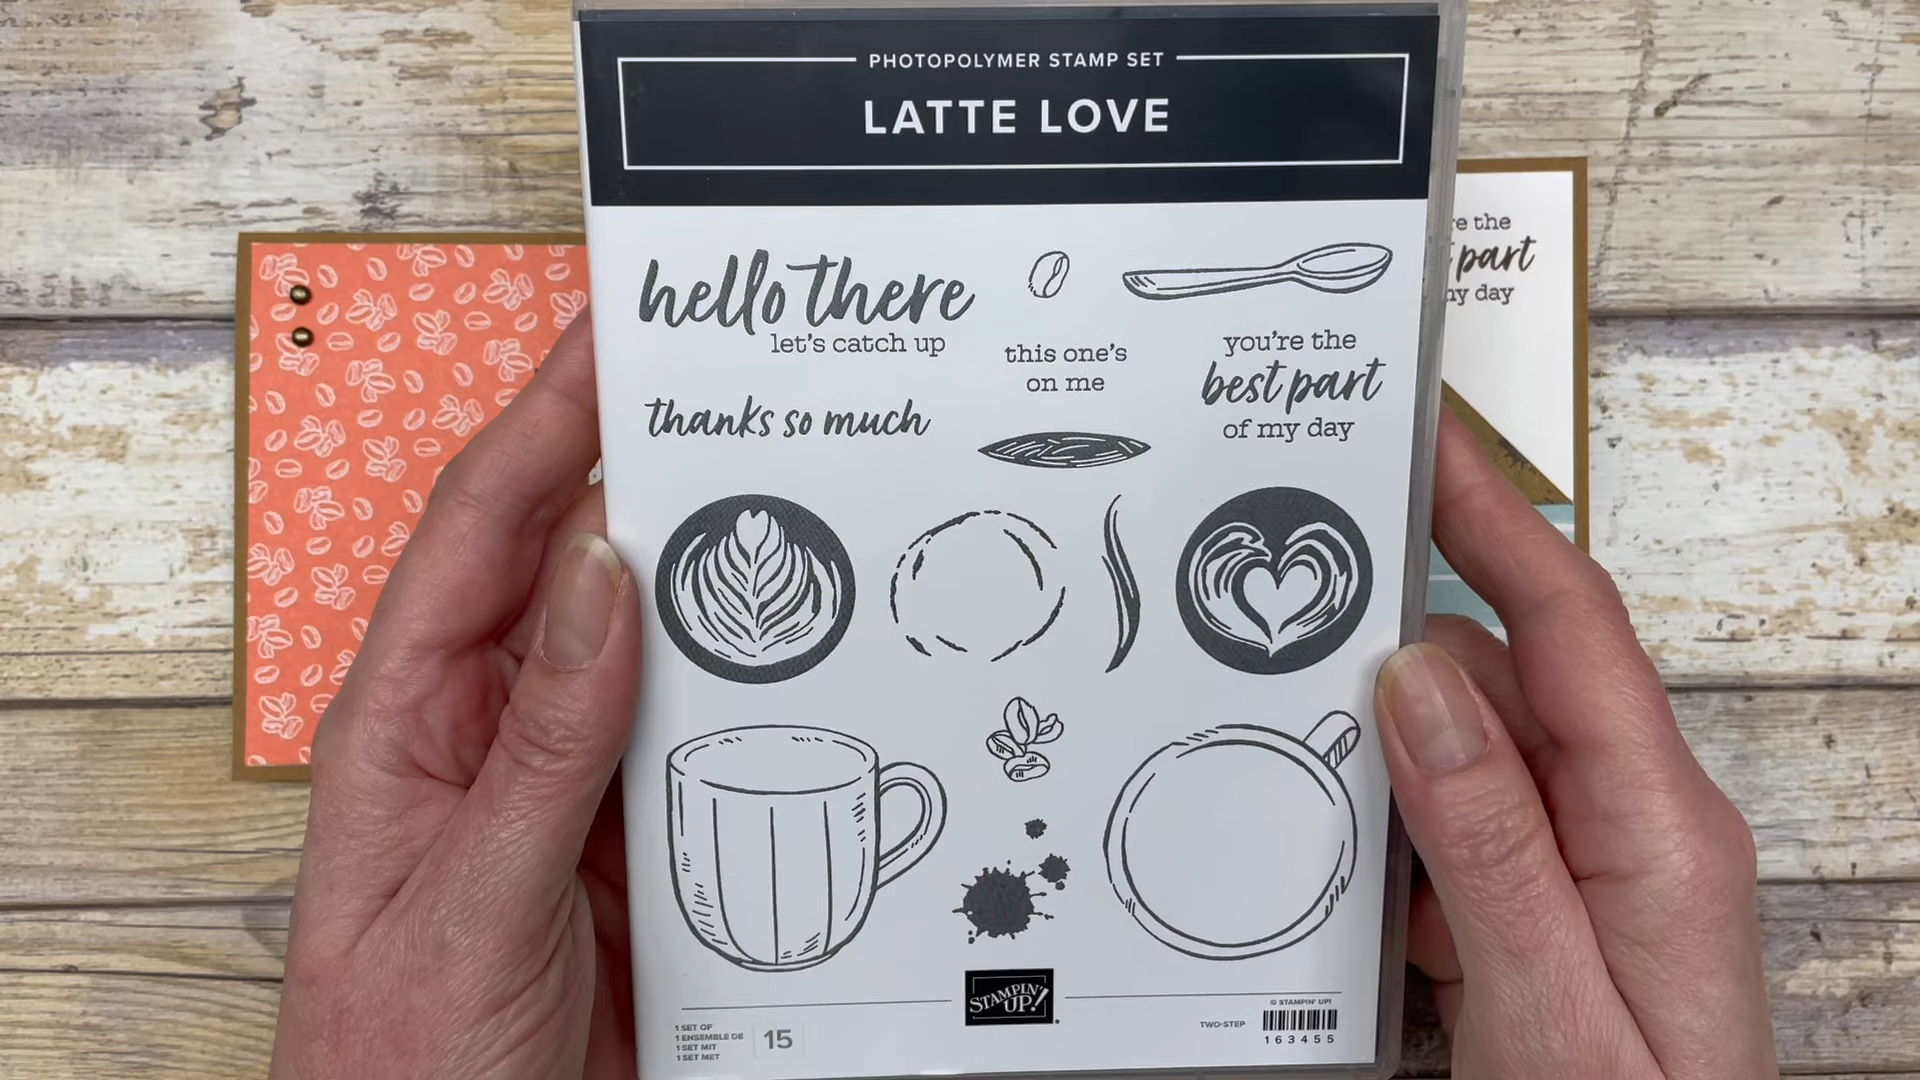 PHOTOPOLYMER STAMP SET
LATTE LOVE
hello there
let's catch up
this one's
on me
you're the
best part
of my day
thanks so much
STAMPIN'
UP!
1 SET OF
1 ENSEMBLE DE
1 SET MIT
1 SET MET
15
TWO-STEP
© STAMPIN' UP!
163455
the
part
my day